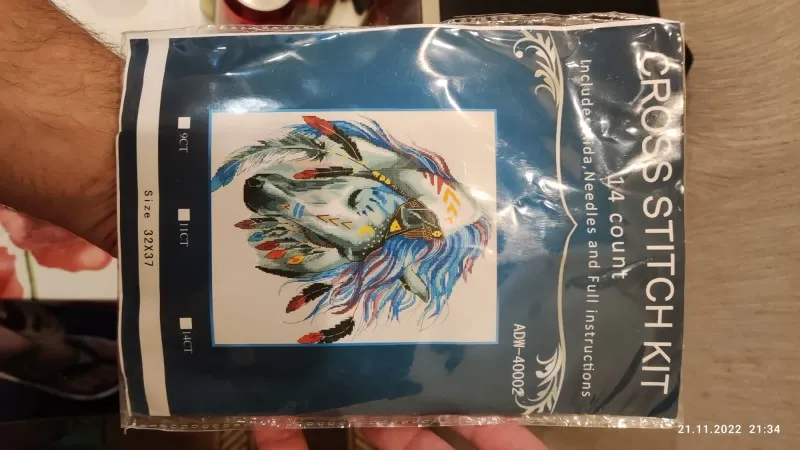 CROSS STITCH KIT
14 count
Includes Aida,Needles and Full instructions
ADW-40002
9CT
11CT
14CT
Size 32X37
21.11.2022 21:34